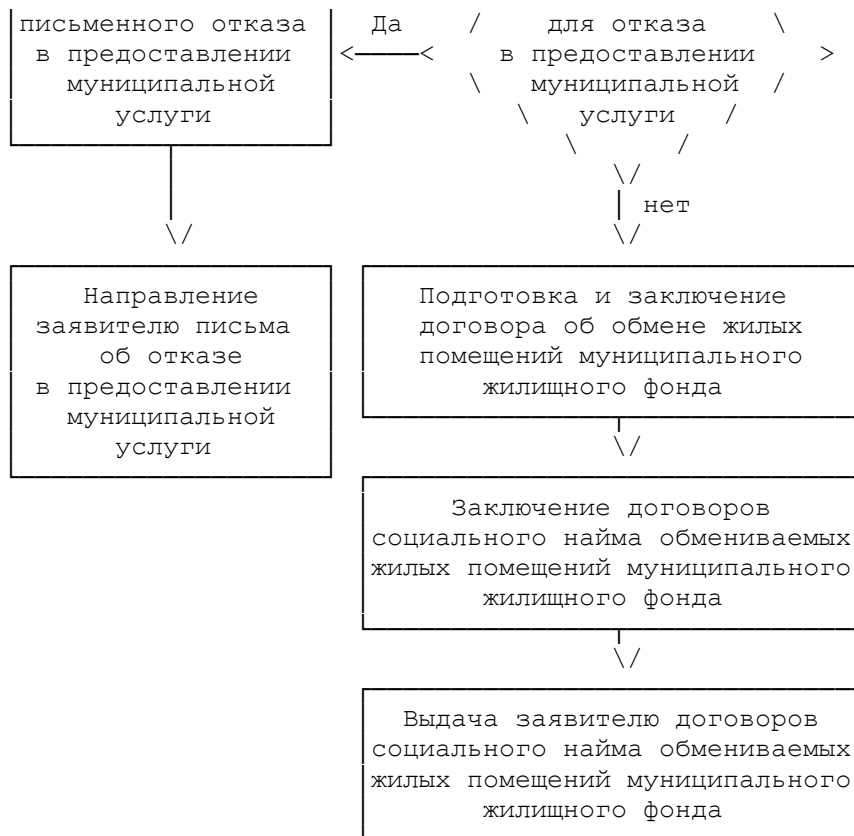 письменного отказа
в предоставлении
муниципальной
услуги
Да
для отказа
в предоставлении
муниципальной
услуги
нет
Направление
заявителю письма
об отказе
в предоставлении
муниципальной
услуги
Подготовка и заключение
договора об обмене жилых
помещений муниципального
жилищного фонда
Заключение договоров
социального найма обмениваемых
жилых помещений муниципального
жилищного фонда
Выдача заявителю договоров
социального найма обмениваемых
жилых помещений муниципального
жилищного фонда